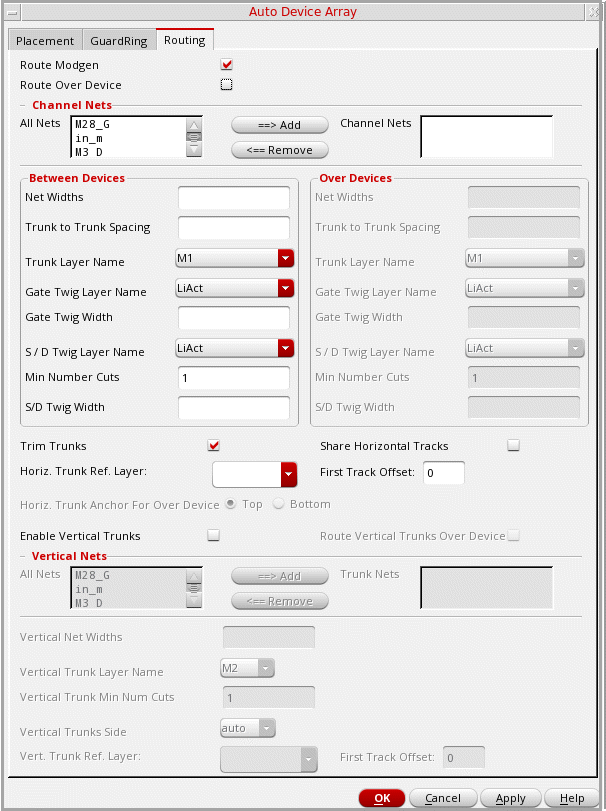 Auto Device Array
Placement GuardRing Routing
Route Modgen
Route Over Device
Channel Nets
All Nets M28_G ==> Add Channel Nets
in_m
M3_D <== Remove
Between Devices Over Devices
Net Widths Net Widths
Trunk to Trunk Spacing Trunk to Trunk Spacing
Trunk Layer Name M1 Trunk Layer Name M1
Gate Twig Layer Name LiAct Gate Twig Layer Name LiAct
Gate Twig Width Gate Twig Width
S / D Twig Layer Name LiAct S / D Twig Layer Name LiAct
Min Number Cuts 1 Min Number Cuts 1
S/D Twig Width S/D Twig Width
Trim Trunks Share Horizontal Tracks
Horiz. Trunk Ref. Layer: First Track Offset: 0
Horiz. Trunk Anchor For Over Device Top Bottom
Enable Vertical Trunks Route Vertical Trunks Over Device
Vertical Nets
All Nets M28_G ==> Add Trunk Nets
in_m
M3_D <== Remove
Vertical Net Widths
Vertical Trunk Layer Name M2
Vertical Trunk Min Num Cuts 1
Vertical Trunks Side auto
Vert. Trunk Ref. Layer: First Track Offset: 0
OK Cancel Apply Help